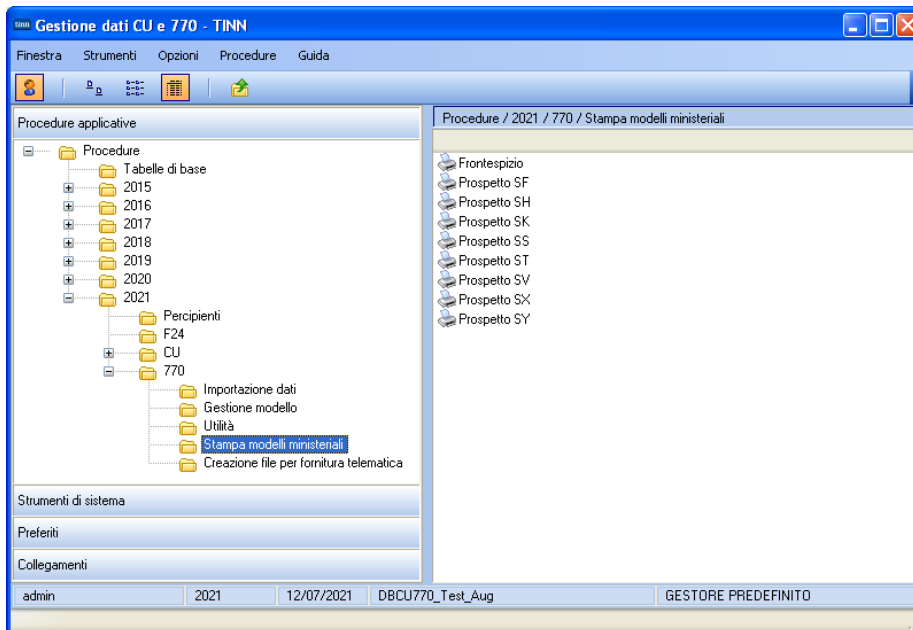 tinn Gestione dati CU e 770 - TINN
Finestra Strumenti Opzioni Procedure Guida
Procedure applicative
Procedure
Tabelle di base
2015
2016
2017
2018
2019
2020
2021
Percipienti
F24
CU
770
Importazione dati
Gestione modello
Utilità
Stampa modelli ministeriali
Creazione file per fornitura telematica
Strumenti di sistema
Preferiti
Collegamenti
Procedure / 2021 / 770 / Stampa modelli ministeriali
Frontespizio
Prospetto SF
Prospetto SH
Prospetto SK
Prospetto SS
Prospetto ST
Prospetto SV
Prospetto SX
Prospetto SY
admin 2021 12/07/2021 DBCU770_Test_Aug GESTORE PREDEFINITO